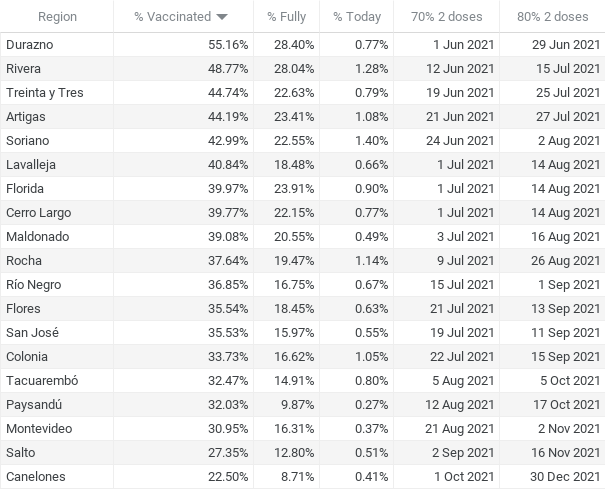 Region % Vaccinated % Fully % Today 70% 2 doses 80% 2 doses
Durazno 55.16% 28.40% 0.77% 1 Jun 2021 29 Jun 2021
Rivera 48.77% 28.04% 1.28% 12 Jun 2021 15 Jul 2021
Treinta y Tres 44.74% 22.63% 0.79% 19 Jun 2021 25 Jul 2021
Artigas 44.19% 23.41% 1.08% 21 Jun 2021 27 Jul 2021
Soriano 42.99% 22.55% 1.40% 24 Jun 2021 2 Aug 2021
Lavalleja 40.84% 18.48% 0.66% 1 Jul 2021 14 Aug 2021
Florida 39.97% 23.91% 0.90% 1 Jul 2021 14 Aug 2021
Cerro Largo 39.77% 22.15% 0.77% 1 Jul 2021 14 Aug 2021
Maldonado 39.08% 20.55% 0.49% 3 Jul 2021 16 Aug 2021
Rocha 37.64% 19.47% 1.14% 9 Jul 2021 26 Aug 2021
Río Negro 36.85% 16.75% 0.67% 15 Jul 2021 1 Sep 2021
Flores 35.54% 18.45% 0.63% 21 Jul 2021 13 Sep 2021
San José 35.53% 15.97% 0.55% 19 Jul 2021 11 Sep 2021
Colonia 33.73% 16.62% 1.05% 22 Jul 2021 15 Sep 2021
Tacuarembó 32.47% 14.91% 0.80% 5 Aug 2021 5 Oct 2021
Paysandú 32.03% 9.87% 0.27% 12 Aug 2021 17 Oct 2021
Montevideo 30.95% 16.31% 0.37% 21 Aug 2021 2 Nov 2021
Salto 27.35% 12.80% 0.51% 2 Sep 2021 16 Nov 2021
Canelones 22.50% 8.71% 0.41% 1 Oct 2021 30 Dec 2021